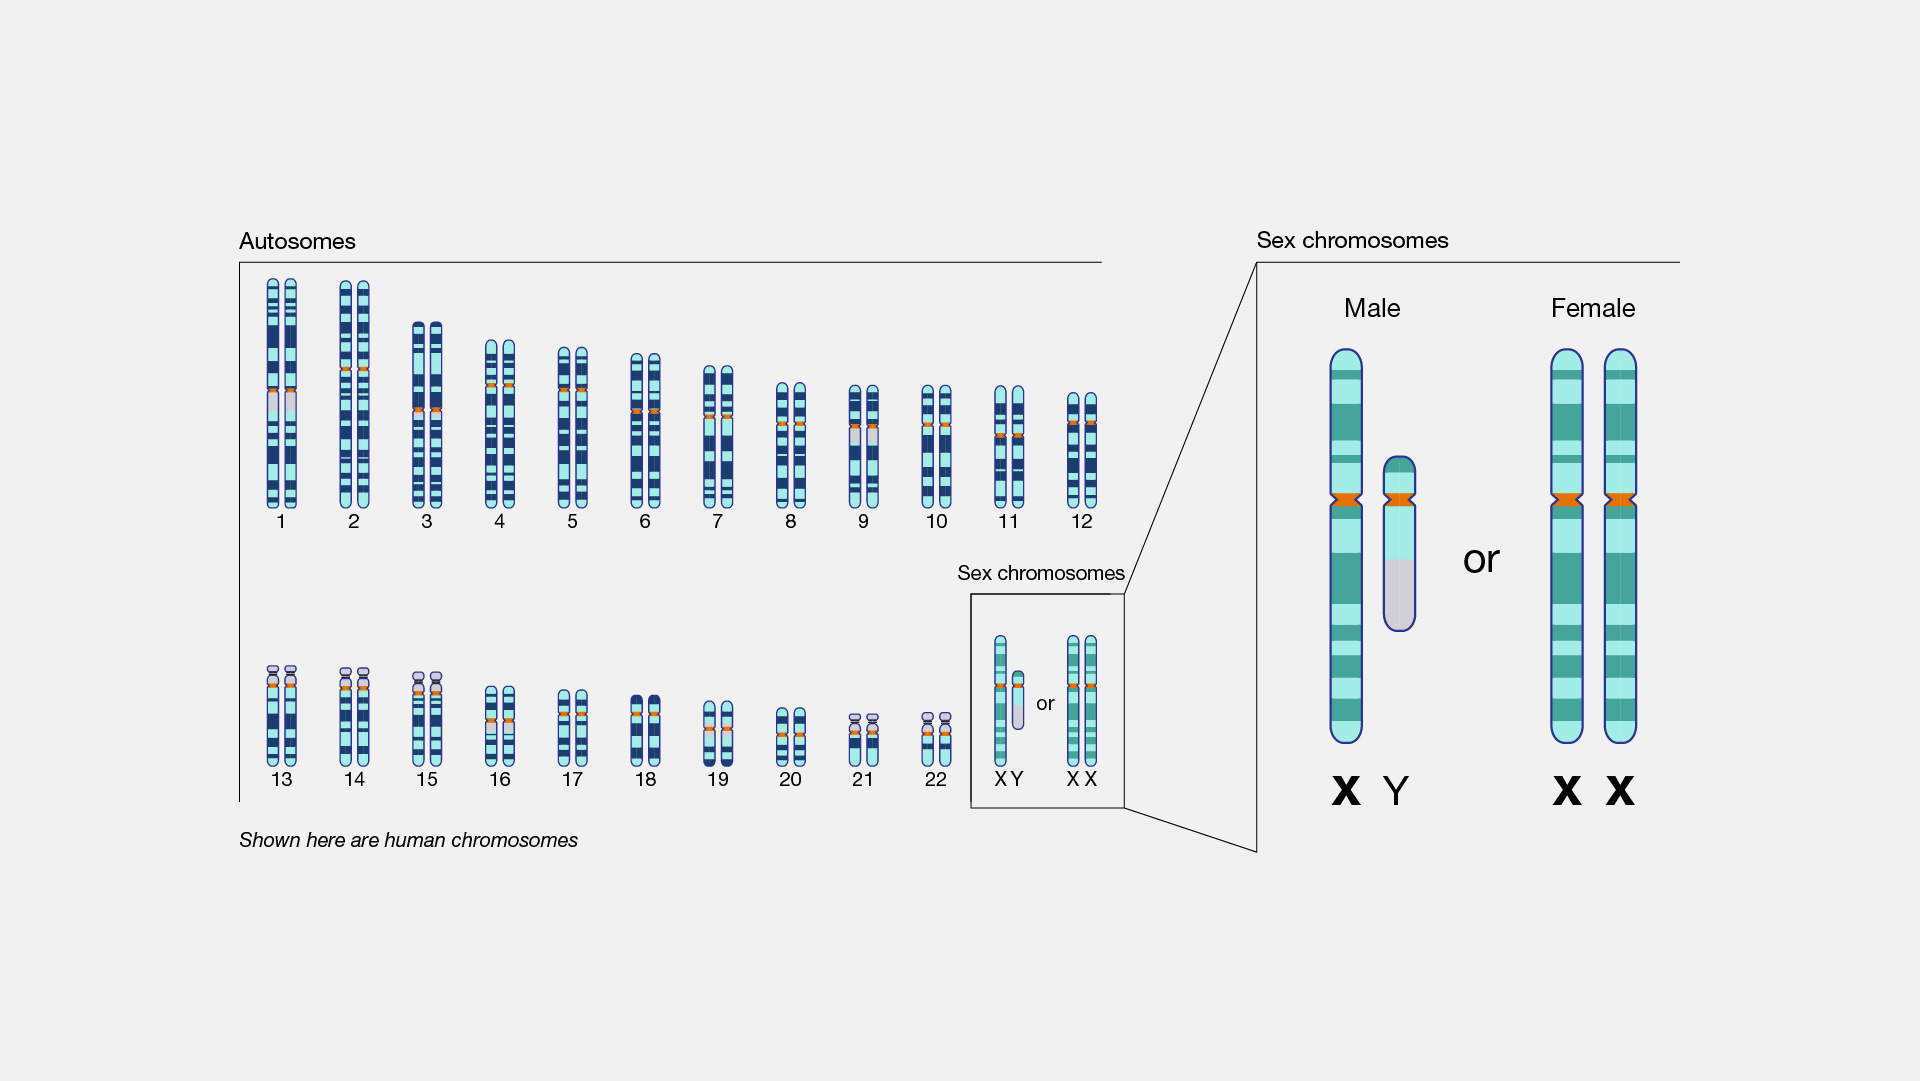 Autosomes
1 2 3 4 5 6 7 8 9 10 11 12
Sex chromosomes
or
X Y X X
13 14 15 16 17 18 19 20 21 22
Shown here are human chromosomes
Sex chromosomes
Male Female
or
X Y X X